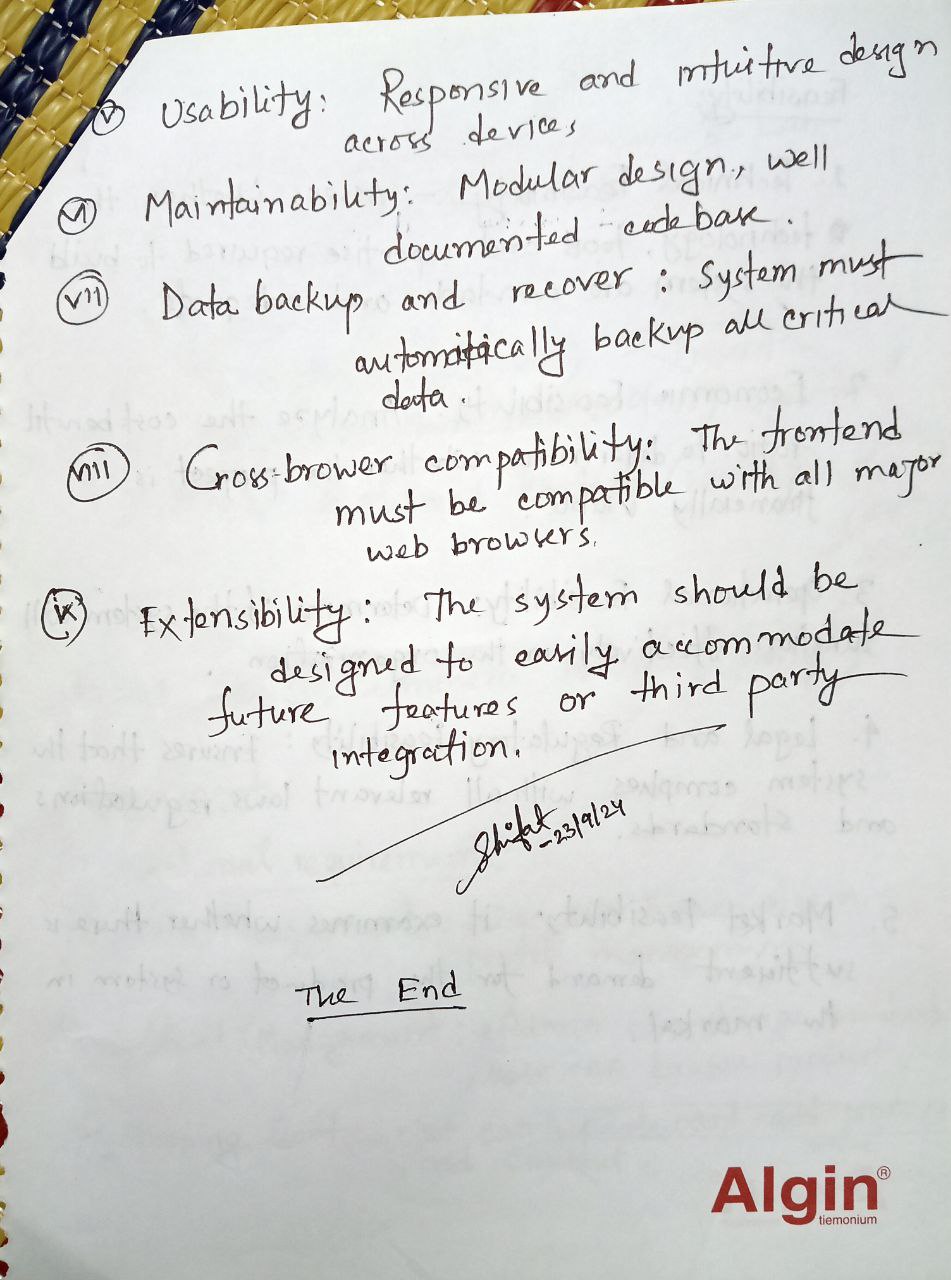 (v) Usability: Responsive and intuitive design
across devices
(vi) Maintainability: Modular design, well
documented codebase.
(vii) Data backup and recover: System must
automatically backup all critical
data.
(viii) Cross-brower compatibility: The frontend
must be compatible with all major
web browsers.
(ix) Extensibility: The system should be
designed to easily accommodate
future features or third party
integration.
Shifat
-23/9/24
The End
Algin®
tiemonium